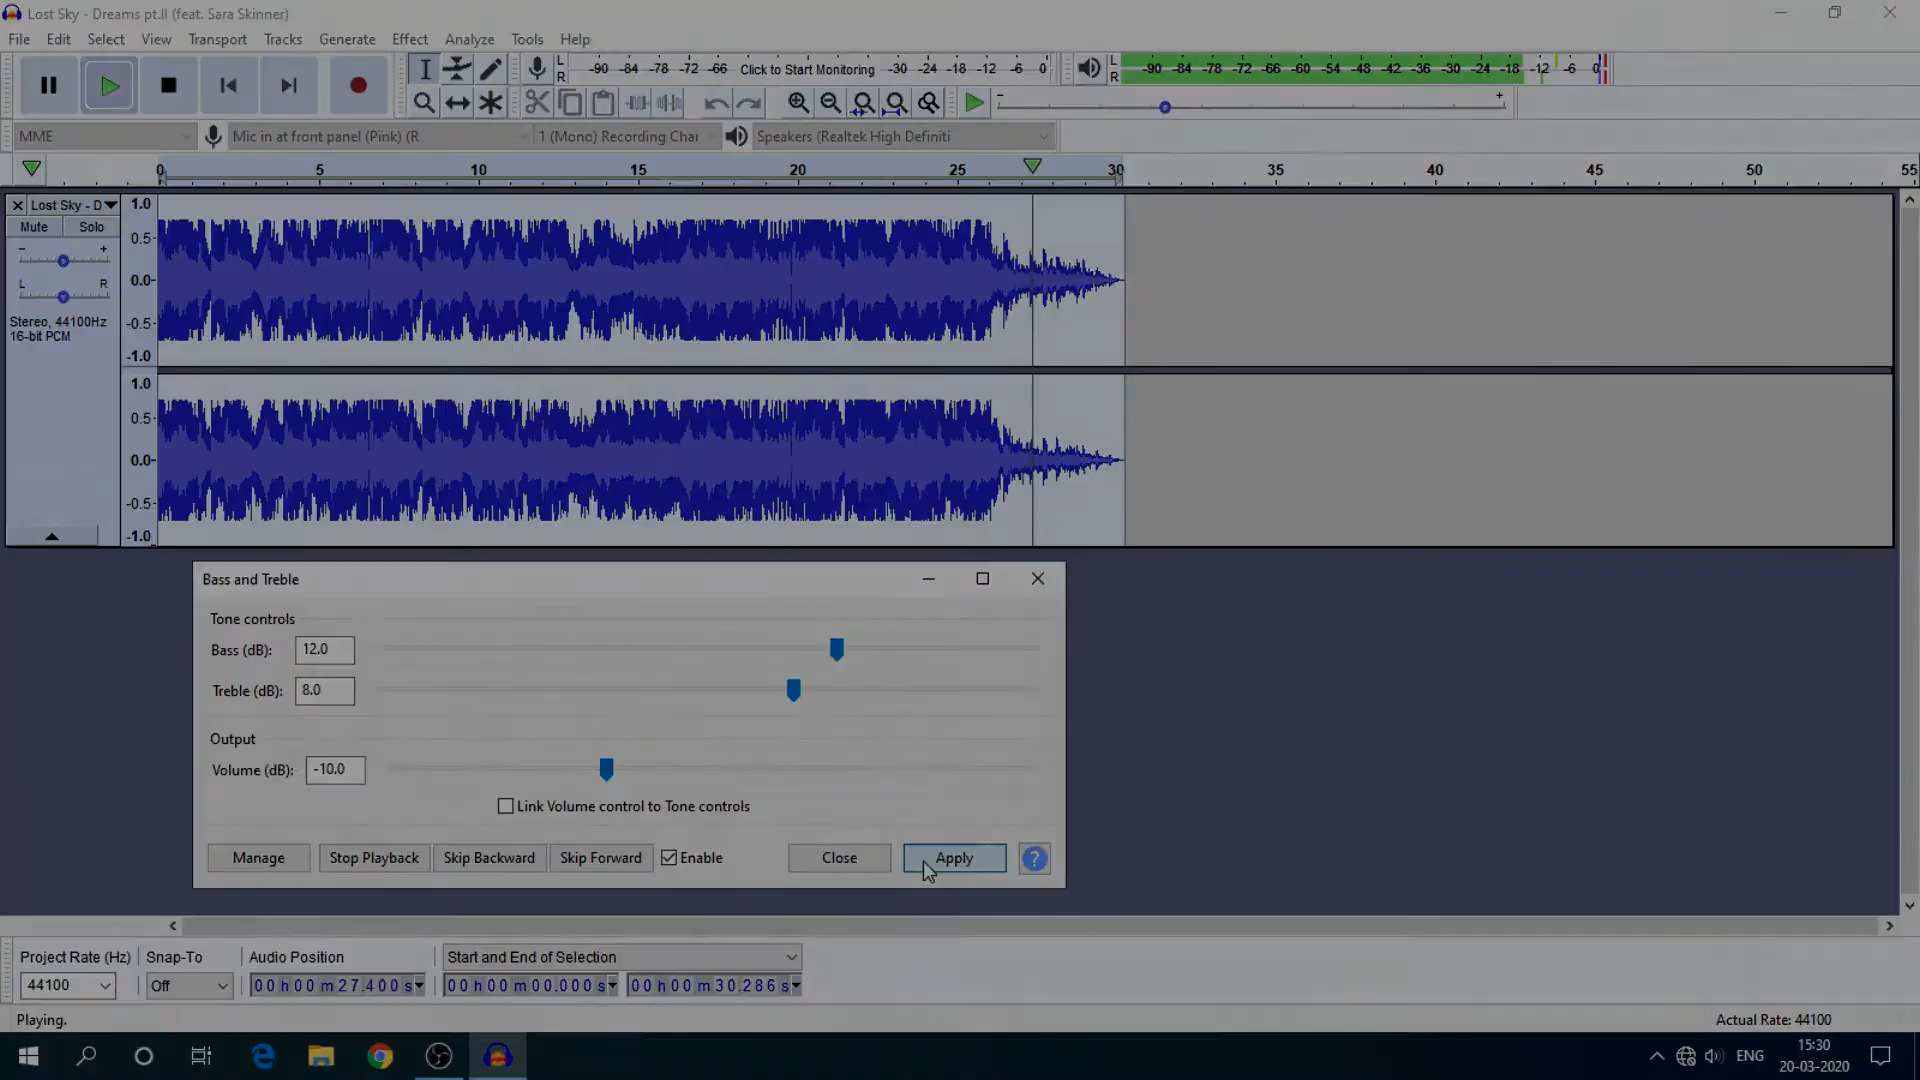 Lost Sky - Dreams pt.II (feat. Sara Skinner)
File Edit Select View Transport Tracks Generate Effect Analyze Tools Help
L R -90 -84 -78 -72 -66 Click to Start Monitoring -30 -24 -18 -12 -6 0 L R -90 -84 -78 -72 -66 -60 -54 -48 -42 -36 -30 -24 -18 -12 -6 0
- +
MME Mic in at front panel (Pink) (R 1 (Mono) Recording Char Speakers (Realtek High Definiti
0 5 10 15 20 25 30 35 40 45 50 55
Lost Sky - D 1.0
Mute Solo 0.5
- +
0.0
L R
Stereo, 44100Hz -0.5
16-bit PCM
-1.0
1.0
0.5
0.0
-0.5
-1.0
Bass and Treble
Tone controls
Bass (dB): 12.0
Treble (dB): 8.0
Output
Volume (dB): -10.0
Link Volume control to Tone controls
Manage Stop Playback Skip Backward Skip Forward Enable Close Apply ?
Project Rate (Hz) Snap-To Audio Position Start and End of Selection
44100 Off 00 h 00 m 27.400 s 00 h 00 m 00.000 s 00 h 00 m 30.286 s
Playing. Actual Rate: 44100
ENG 15:30
20-03-2020